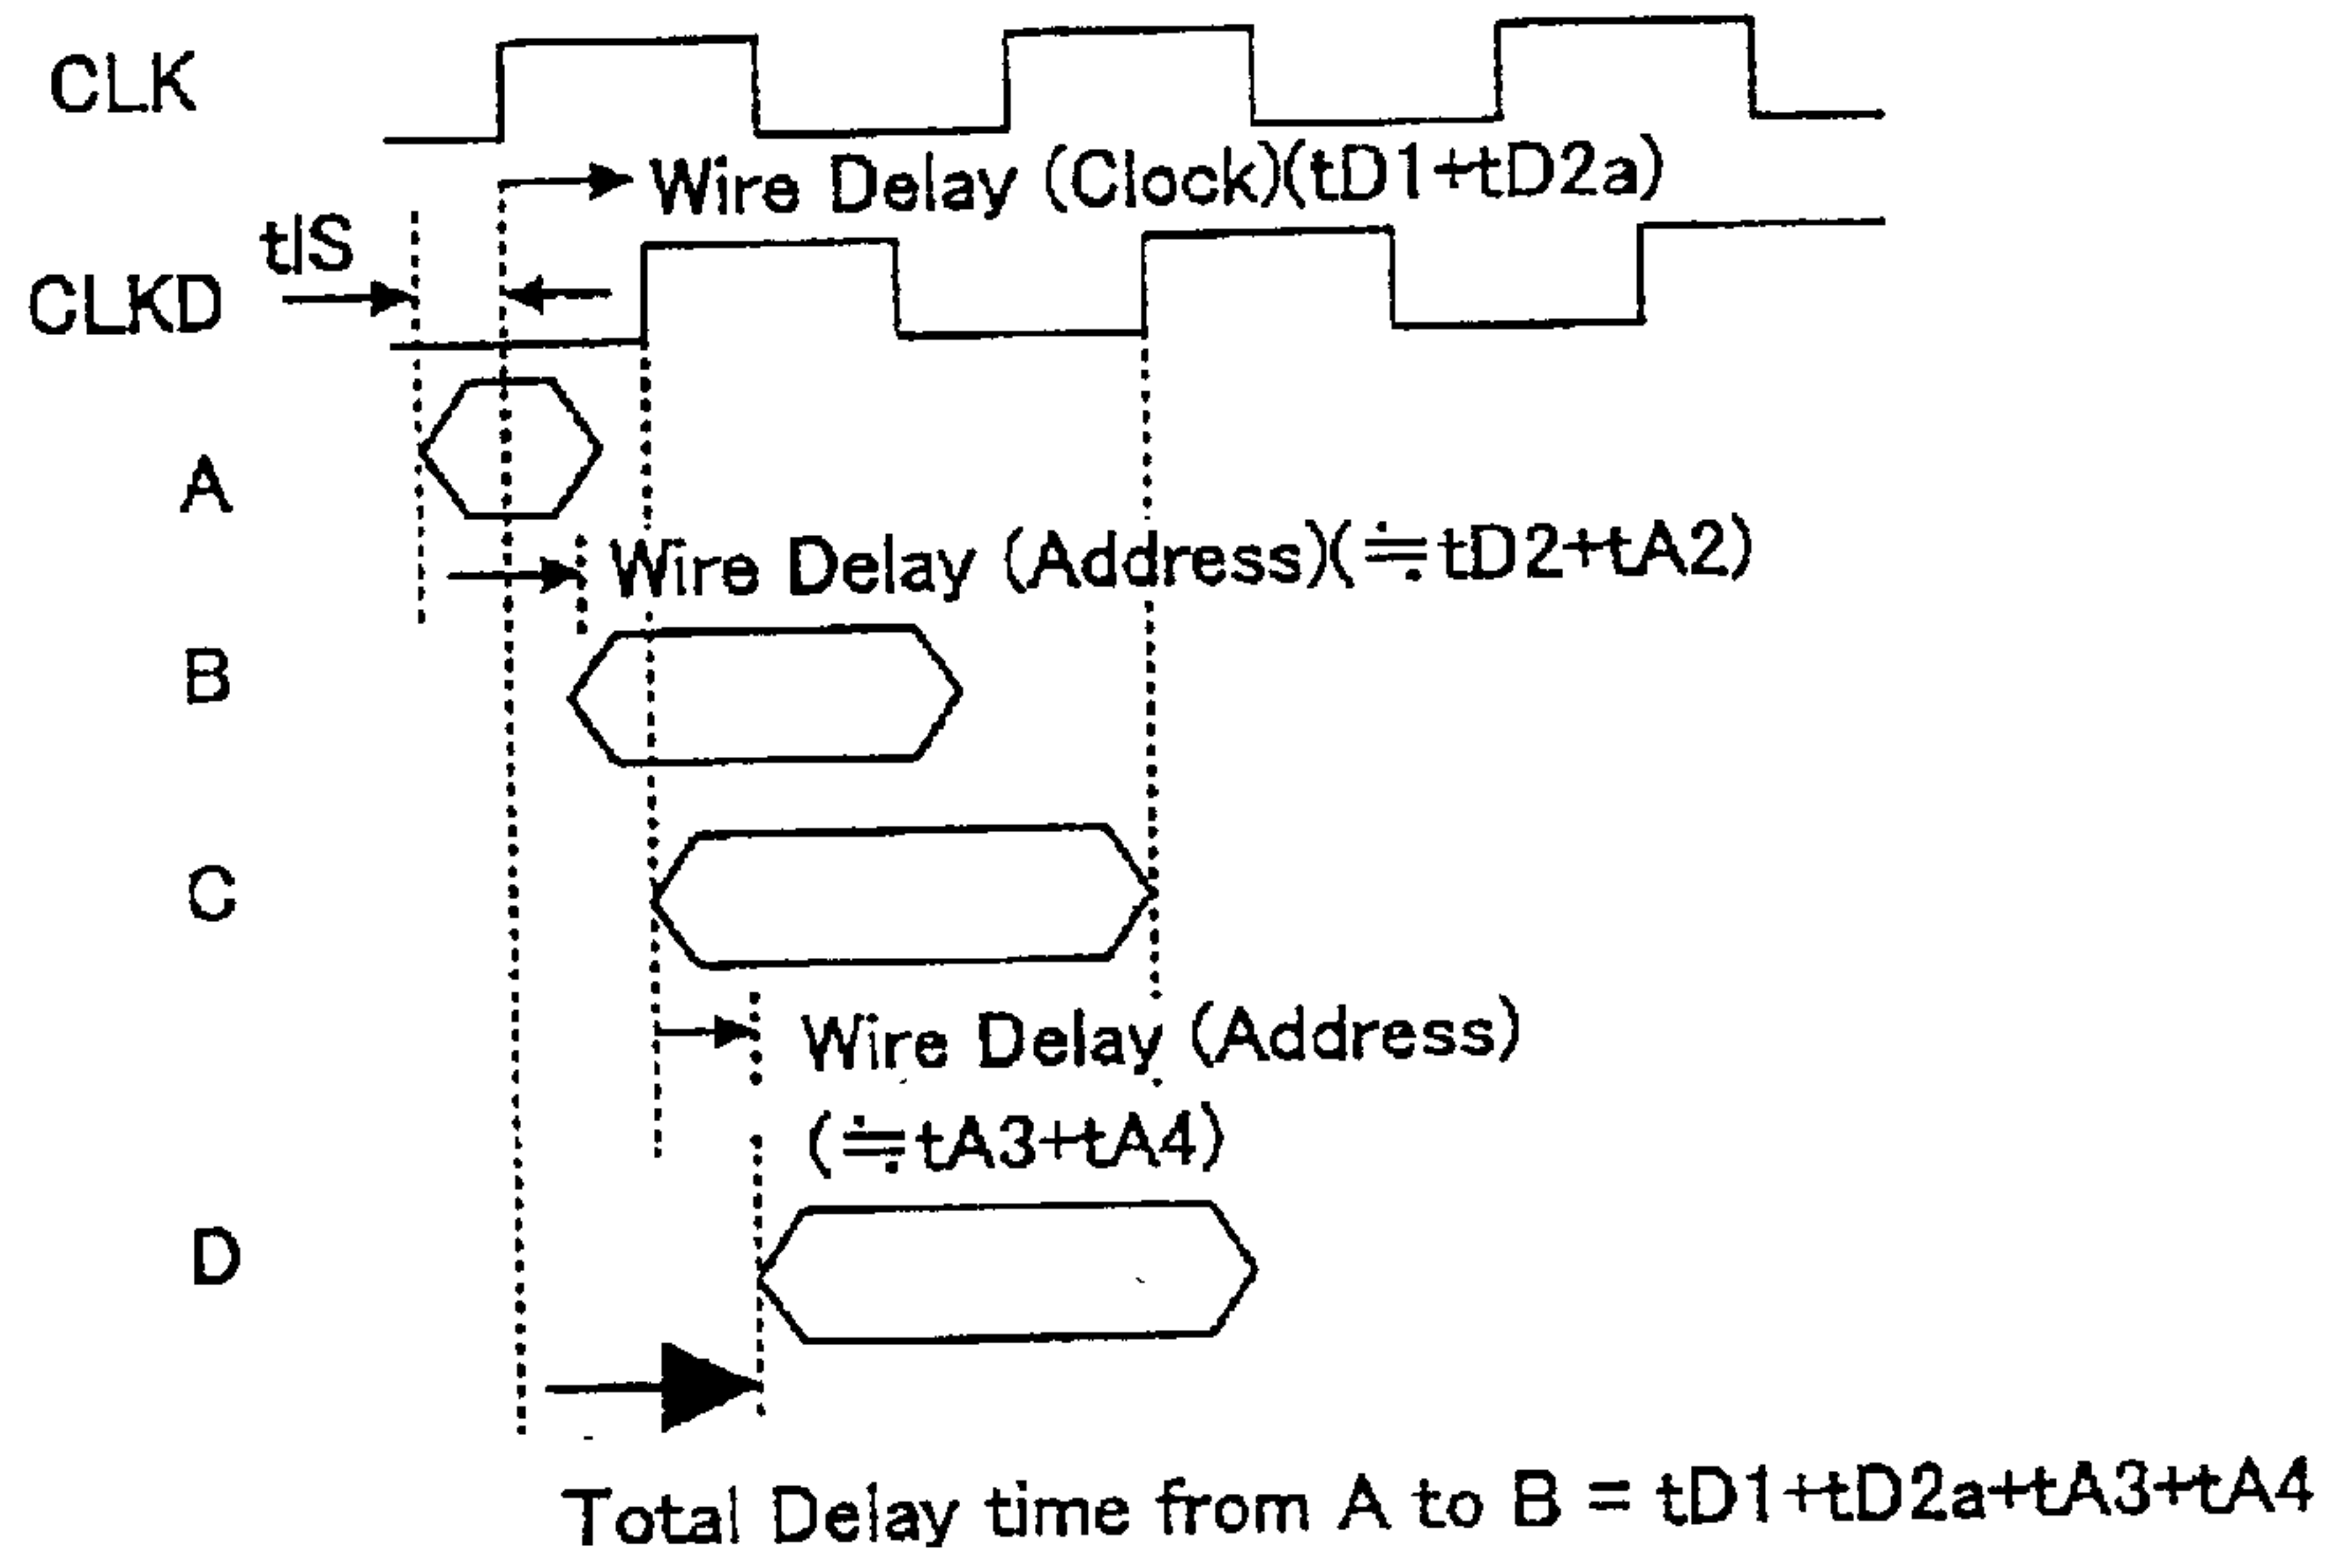 CLK
Wire Delay (Clock)(tD1+tD2a)
tIS
CLKD
A
Wire Delay (Address)(≒tD2+tA2)
B
C
Wire Delay (Address)
(≒tA3+tA4)
D
Total Delay time from A to B = tD1+tD2a+tA3+tA4